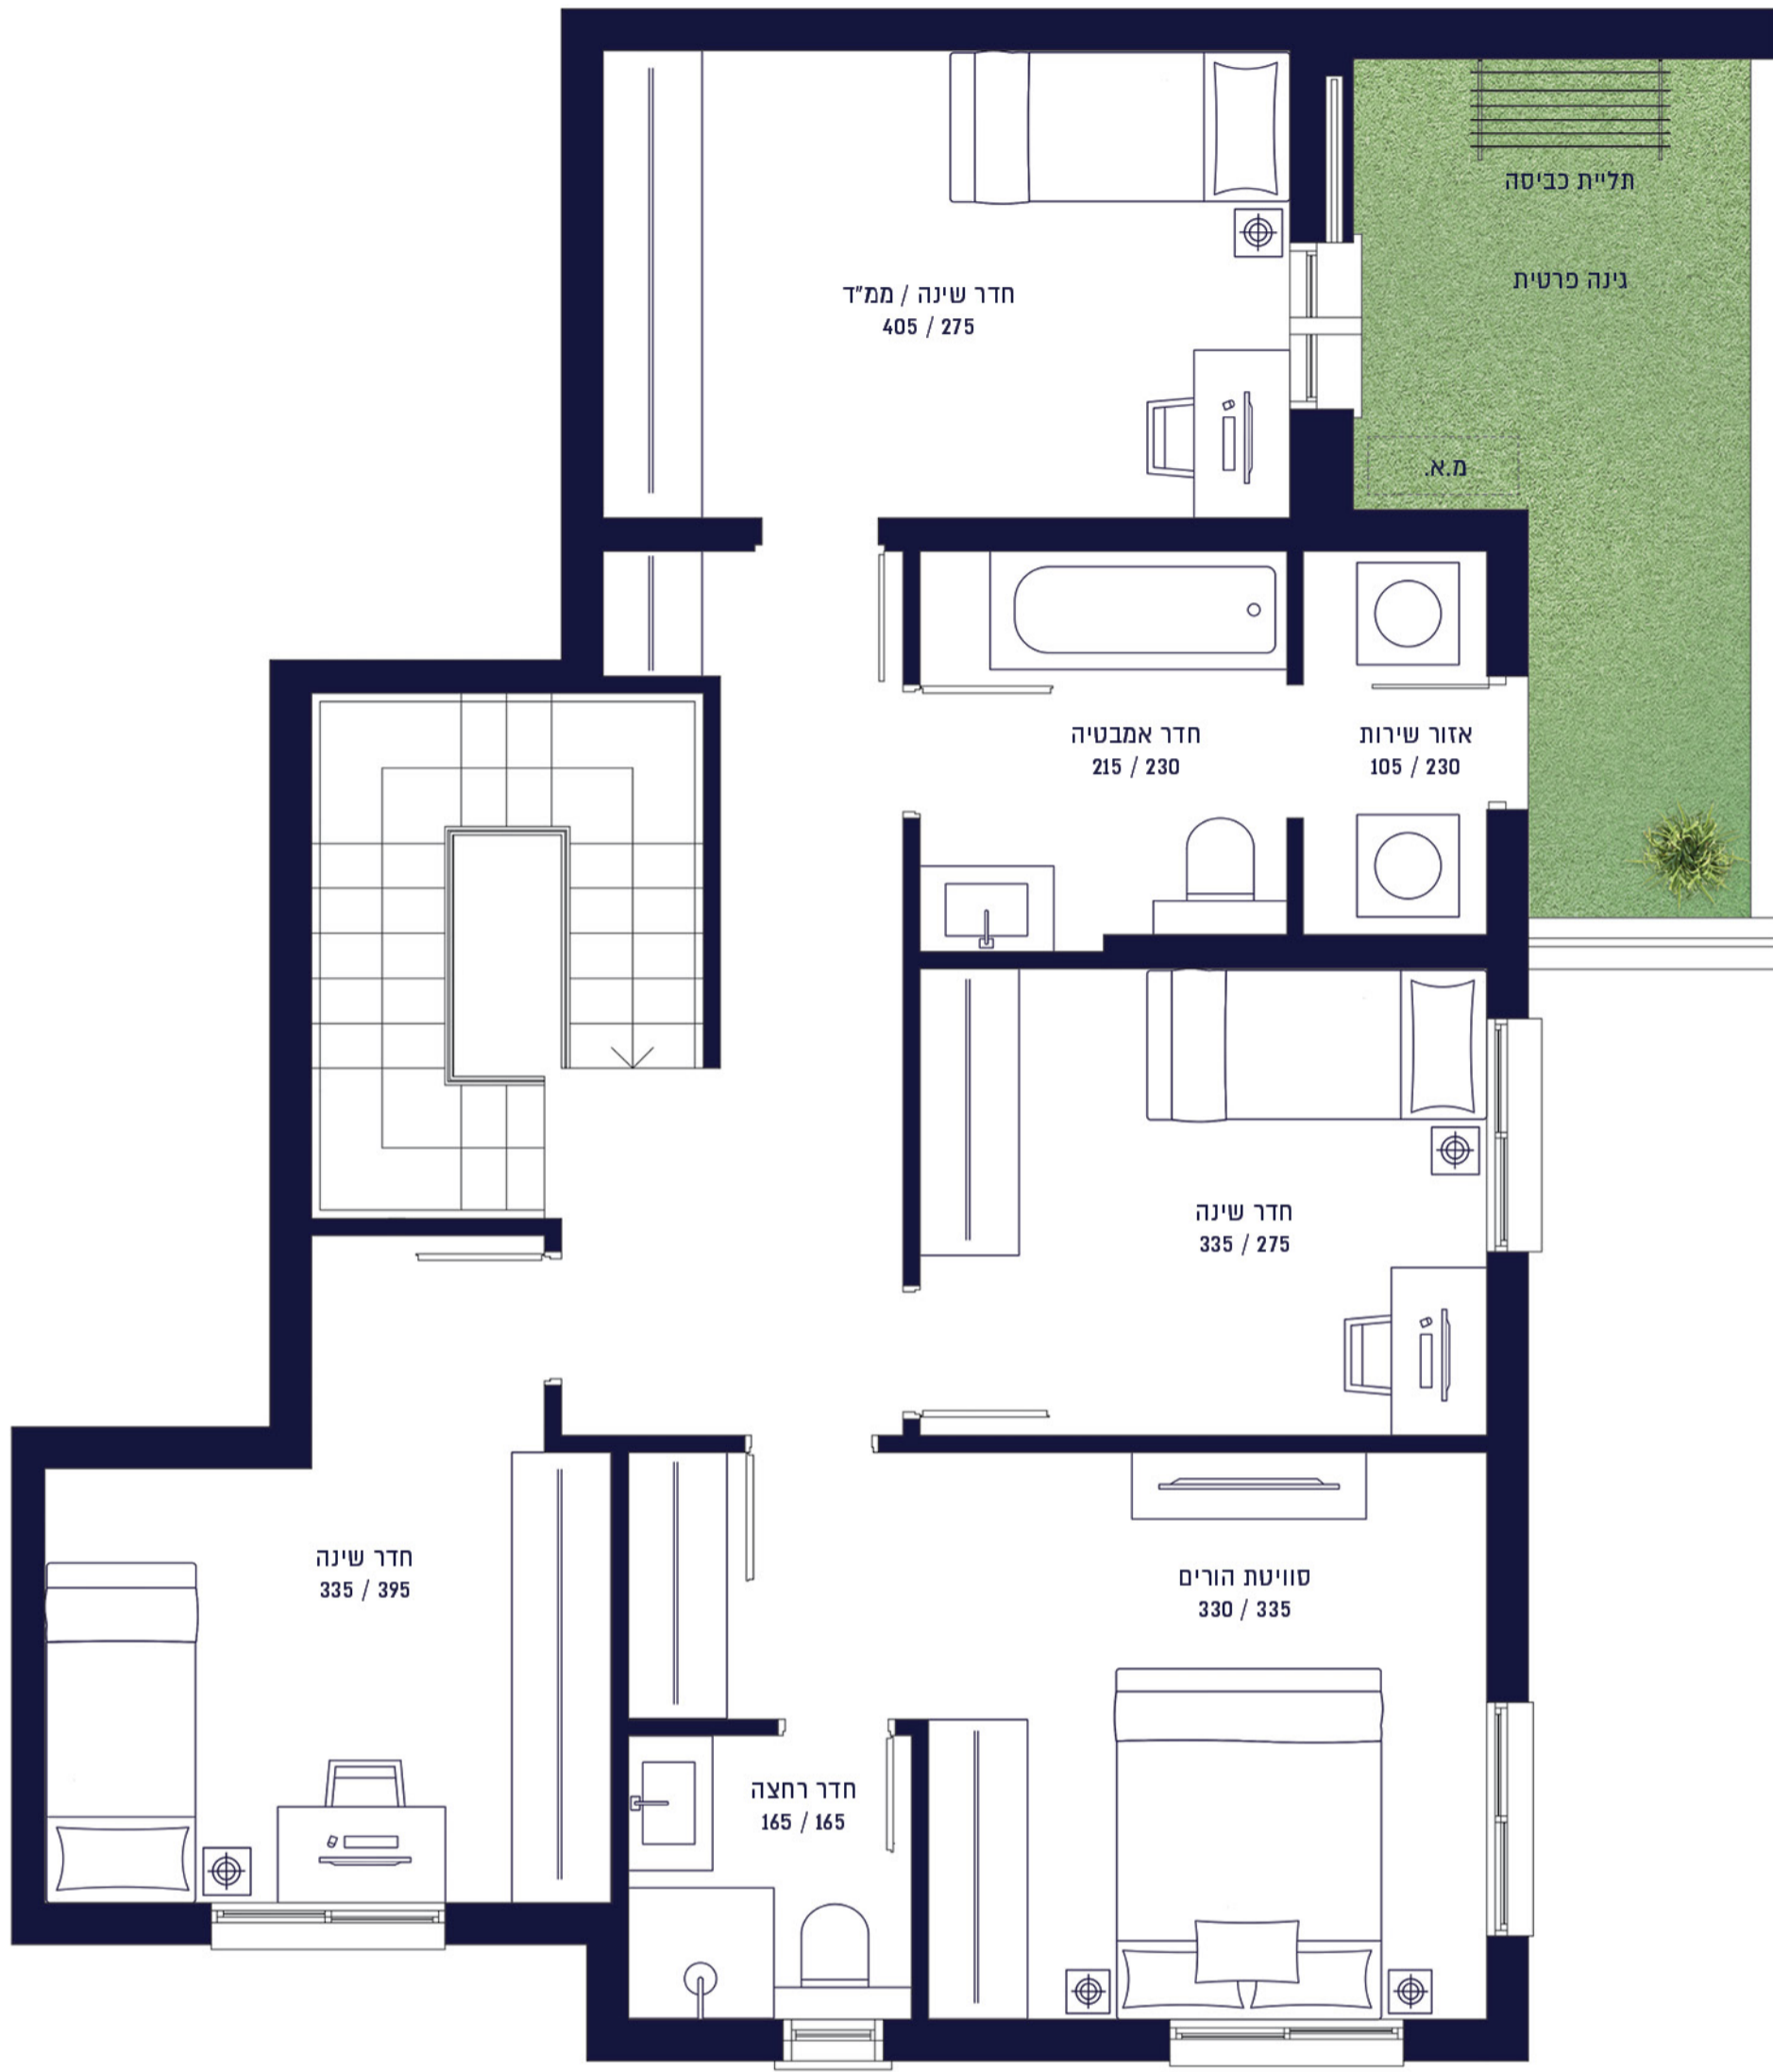 תליית כביסה
גינה פרטית
חדר שינה / ממ"ד
405 / 275
מ.א.
אזור שירות
105 / 230
חדר אמבטיה
215 / 230
חדר שינה
335 / 275
סוויטת הורים
330 / 335
חדר שינה
335 / 395
חדר רחצה
165 / 165